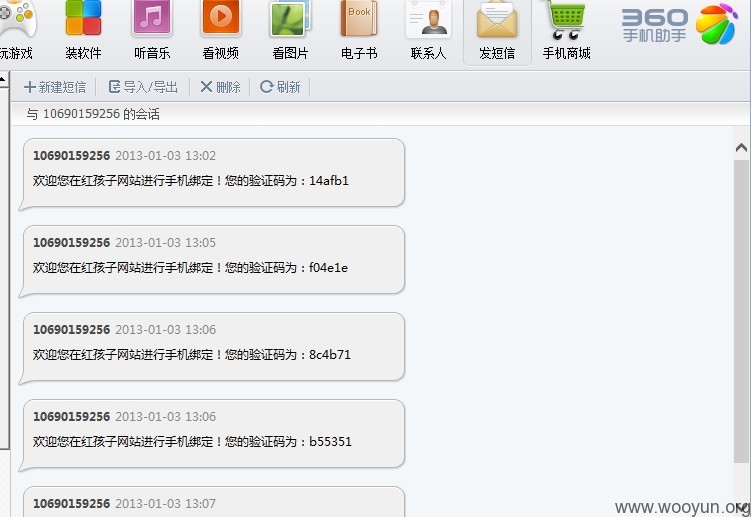 玩游戏 装软件 听音乐 看视频 看图片 电子书 联系人 发短信 手机商城
Book
360
手机助手
新建短信 导入/导出 删除 刷新
与 10690159256 的会话
10690159256 2013-01-03 13:02
欢迎您在红孩子网站进行手机绑定！您的验证码为：14afb1
10690159256 2013-01-03 13:05
欢迎您在红孩子网站进行手机绑定！您的验证码为：f04e1e
10690159256 2013-01-03 13:06
欢迎您在红孩子网站进行手机绑定！您的验证码为：8c4b71
10690159256 2013-01-03 13:06
欢迎您在红孩子网站进行手机绑定！您的验证码为：b55351
10690159256 2013-01-03 13:07
www.wooyun.org